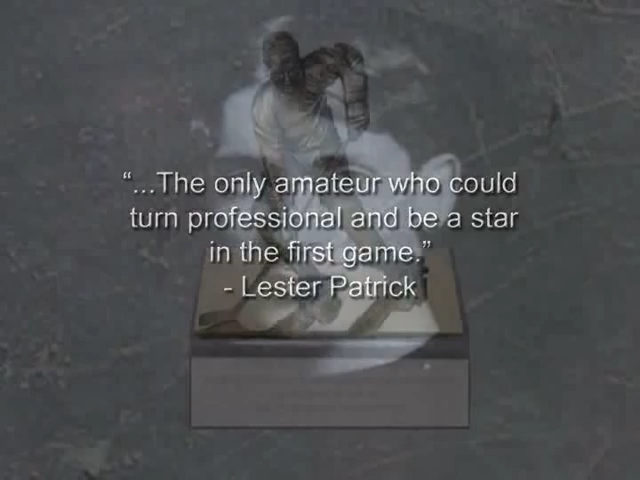 “...The only amateur who could
turn professional and be a star
in the first game.”
- Lester Patrick